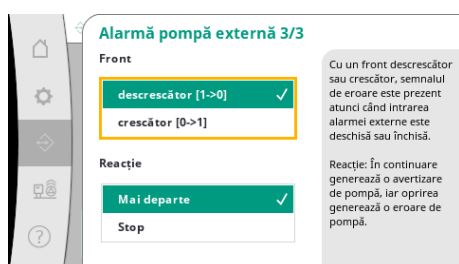 Alarmă pompă externă 3/3
Front
descrescător [1->0]
crescător [0->1]
Reacție
Mai departe
Stop
Cu un front descrescător
sau crescător, semnalul
de eroare este prezent
atunci când intrarea
alarmei externe este
deschisă sau închisă.
Reacție: În continuare
generează o avertizare
de pompă, iar oprirea
generează o eroare de
pompă.
?